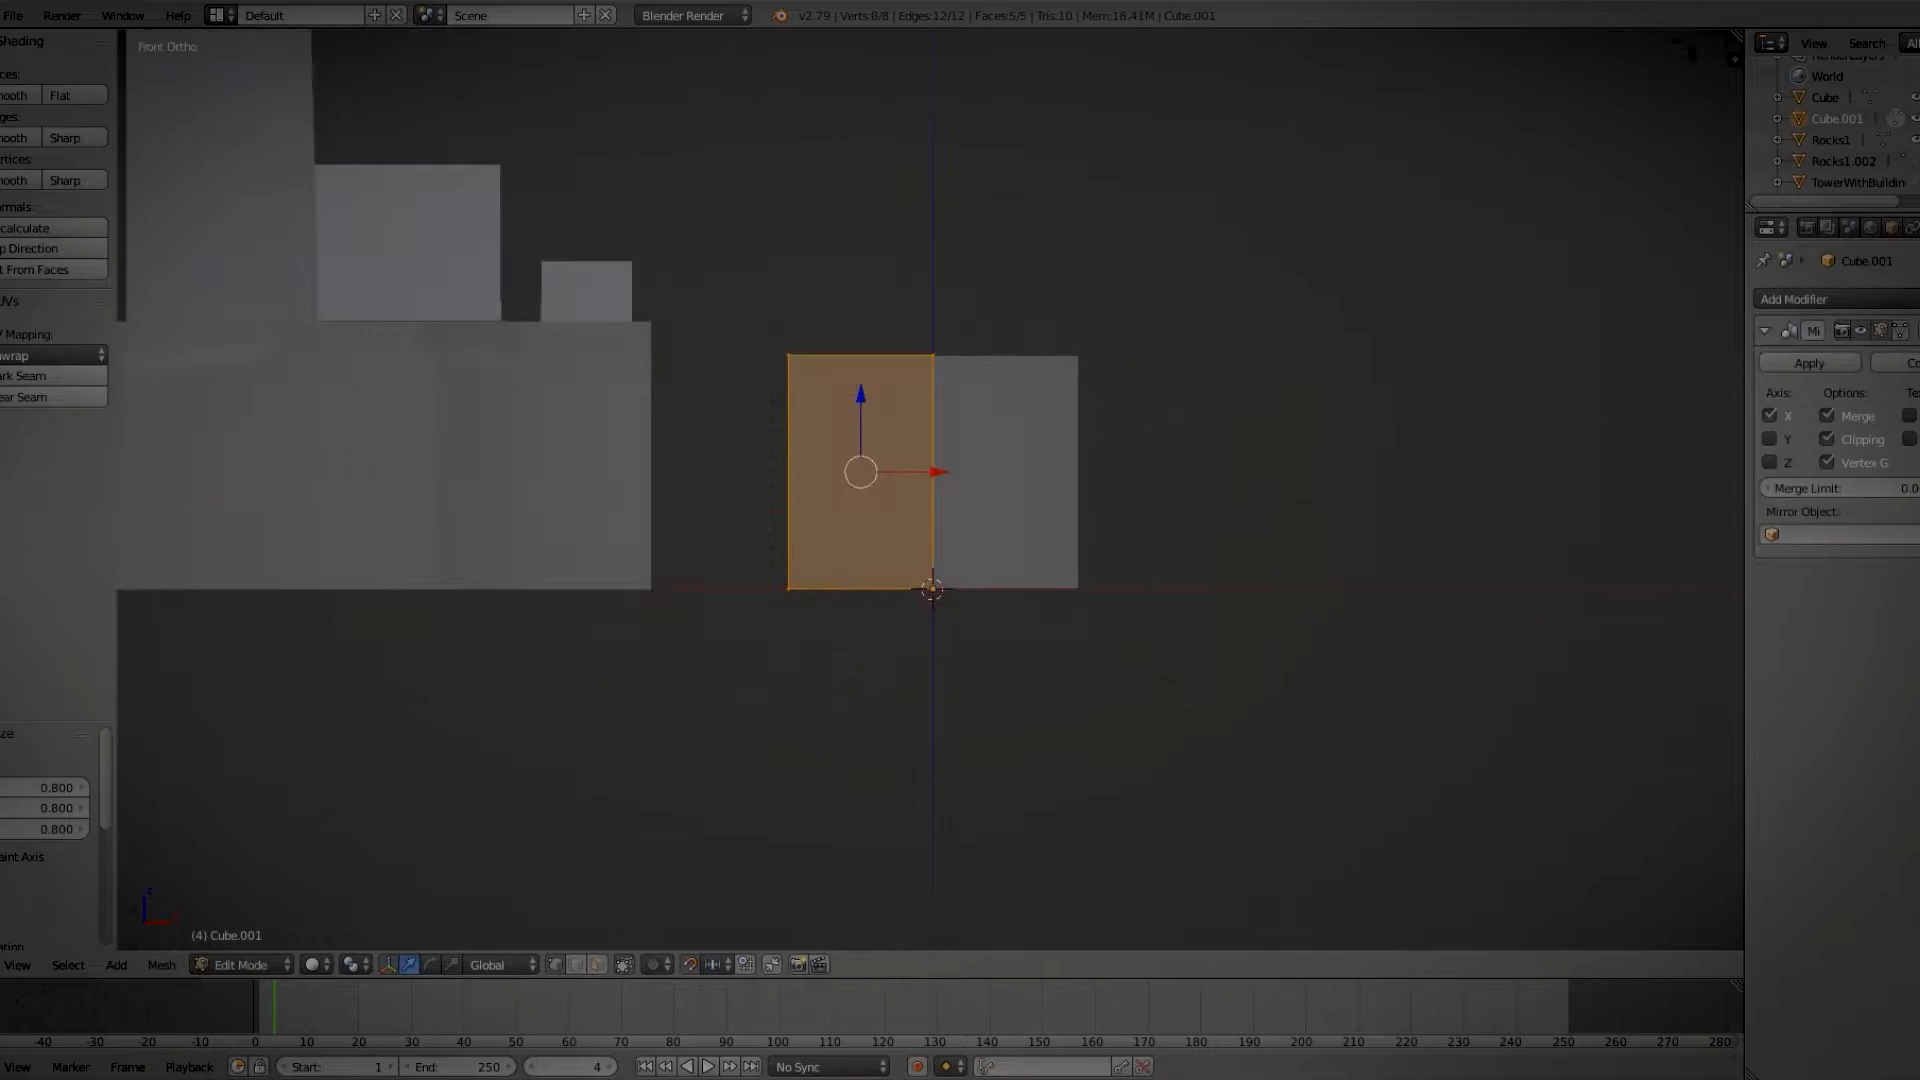 File Render Window Help Default Scene Blender Render v2.79 | Verts:8/8 | Edges:12/12 | Faces:5/5 | Tris:10 | Mem:18.41M | Cube.001
Shading
Front Ortho
View Search All
ces:
World
ooth Flat
Cube
ges:
Cube.001
ooth Sharp
Rocks1
rtices:
Rocks1.002
ooth Sharp
TowerWithBuildin
rmals:
calculate
p Direction
t From Faces
Cube.001
UVs
Add Modifier
V Mapping:
Mi
wrap
Apply Co
ark Seam
ear Seam
Axis: Options: Te
X Merge
Y Clipping
Z Vertex G
Merge Limit: 0.0
Mirror Object:
ze
0.800
0.800
0.800
aint Axis
z
(4) Cube.001
ation
View Select Add Mesh Edit Mode Global
-40 -30 -20 -10 0 10 20 30 40 50 60 70 80 90 100 110 120 130 140 150 160 170 180 190 200 210 220 230 240 250 260 270 280
View Marker Frame Playback Start: 1 End: 250 4 No Sync